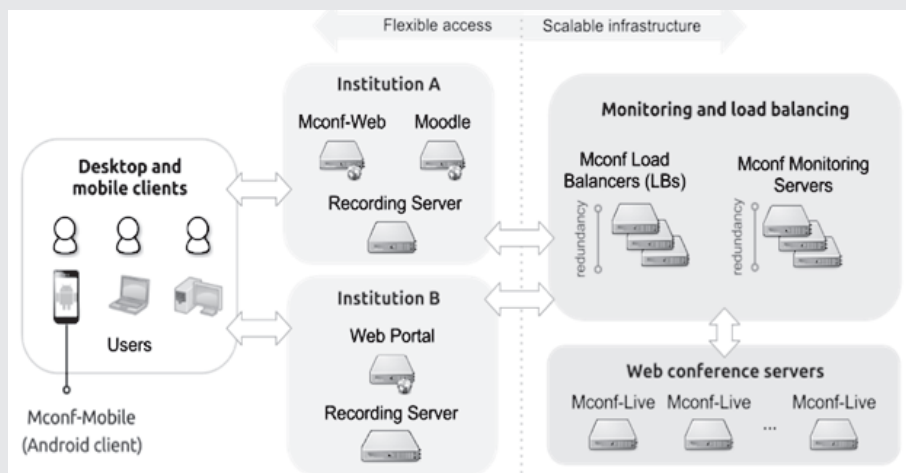 Flexible access
Scalable infrastructure
Desktop and
mobile clients
Users
Mconf-Mobile
(Android client)
Institution A
Mconf-Web
Moodle
Recording Server
Institution B
Web Portal
Recording Server
Monitoring and load balancing
Mconf Load
Balancers (LBs)
redundancy
Mconf Monitoring
Servers
redundancy
Web conference servers
Mconf-Live
Mconf-Live
...
Mconf-Live